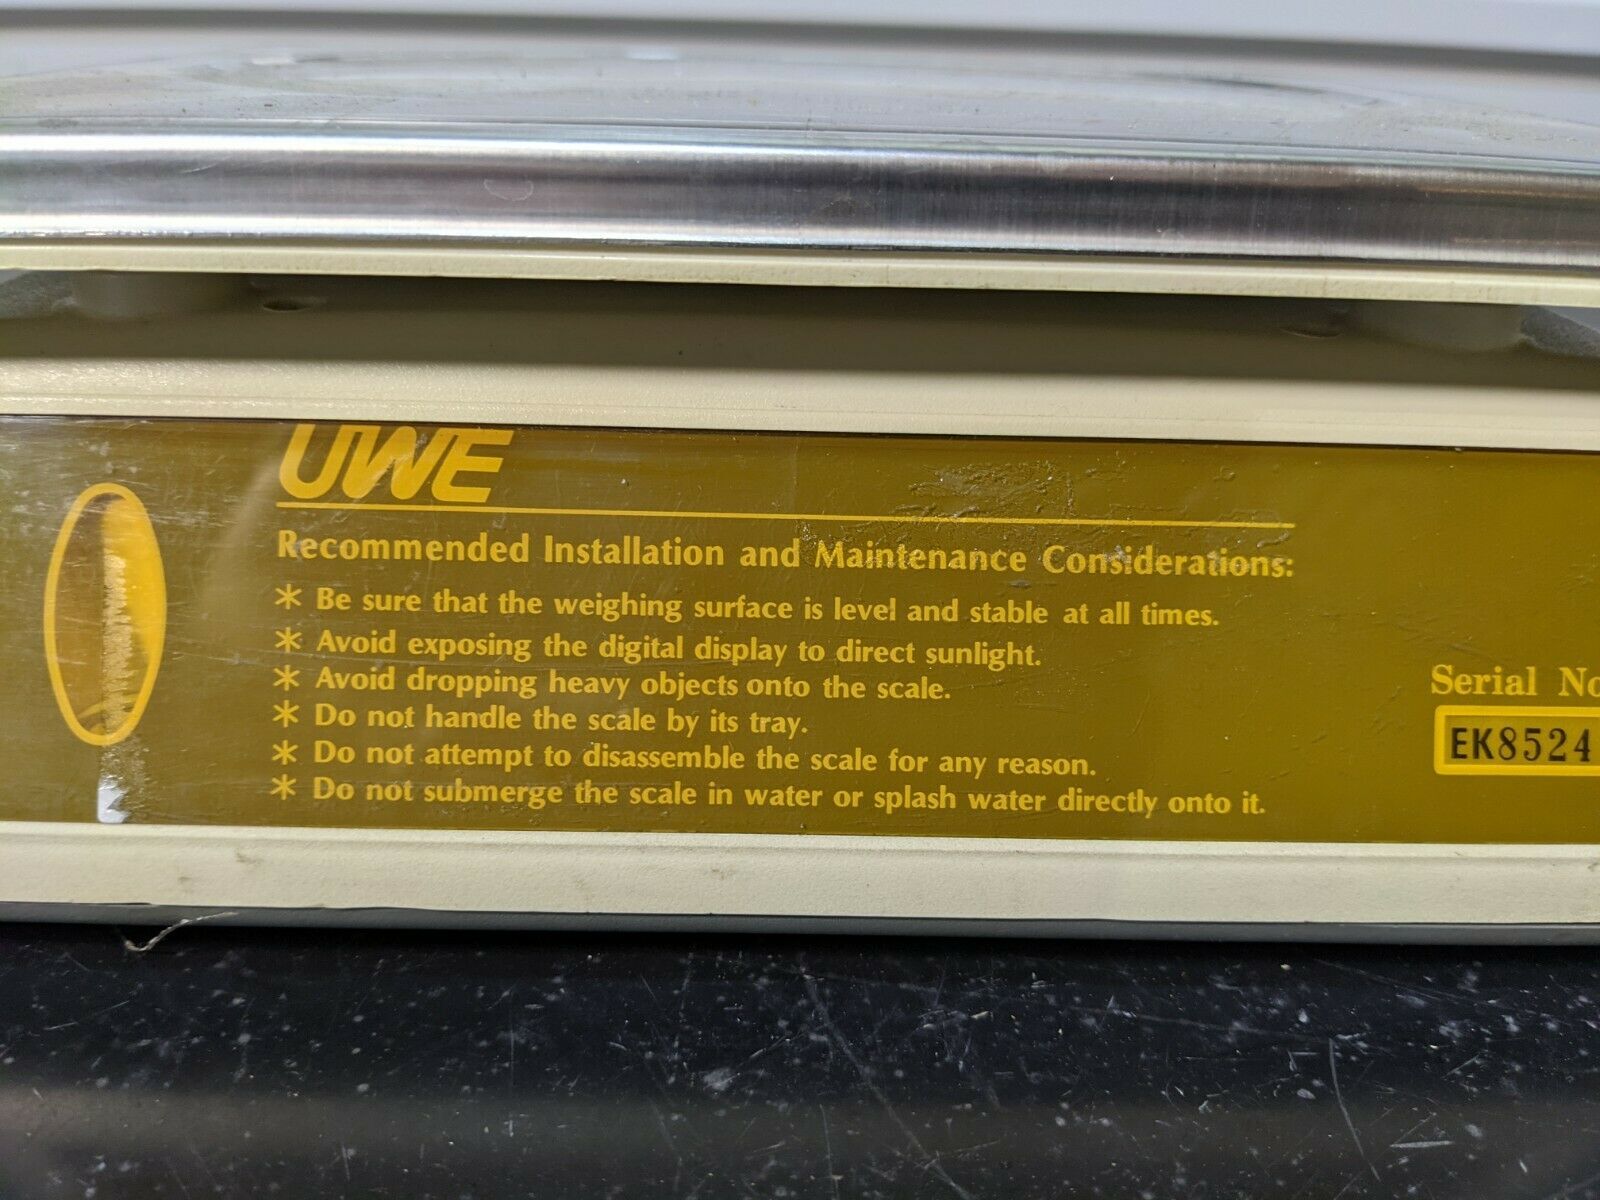 UWE
Recommended Installation and Maintenance Considerations:
* Be sure that the weighing surface is level and stable at all times.
* Avoid exposing the digital display to direct sunlight.
* Avoid dropping heavy objects onto the scale.
* Do not handle the scale by its tray.
* Do not attempt to disassemble the scale for any reason.
* Do not submerge the scale in water or splash water directly onto it.
Serial No
EK8524